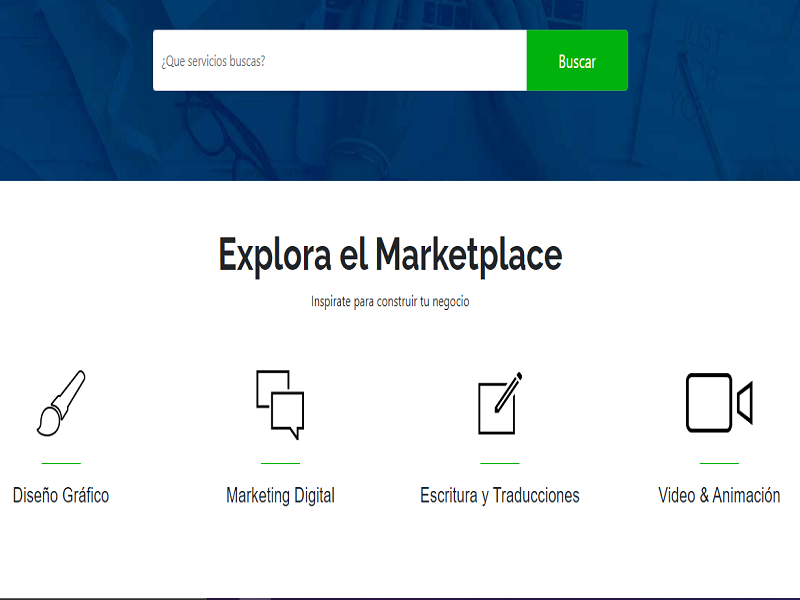 ¿Que servicios buscas?
Buscar
Explora el Marketplace
Inspirate para construir tu negocio
Diseño Gráfico
Marketing Digital
Escritura y Traducciones
Video & Animación